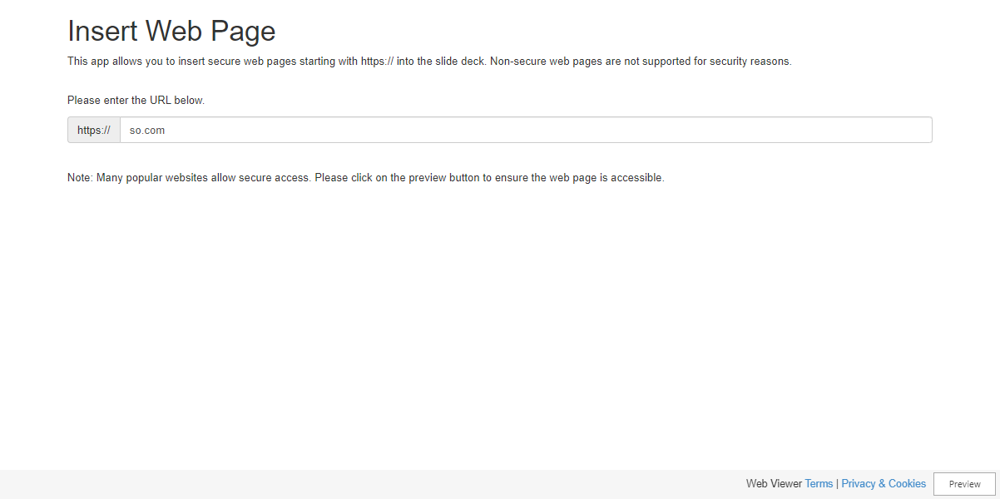 Insert Web Page
This app allows you to insert secure web pages starting with https:// into the slide deck. Non-secure web pages are not supported for security reasons.
Please enter the URL below.
https:// so.com
Note: Many popular websites allow secure access. Please click on the preview button to ensure the web page is accessible.
Web Viewer Terms | Privacy & Cookies Preview